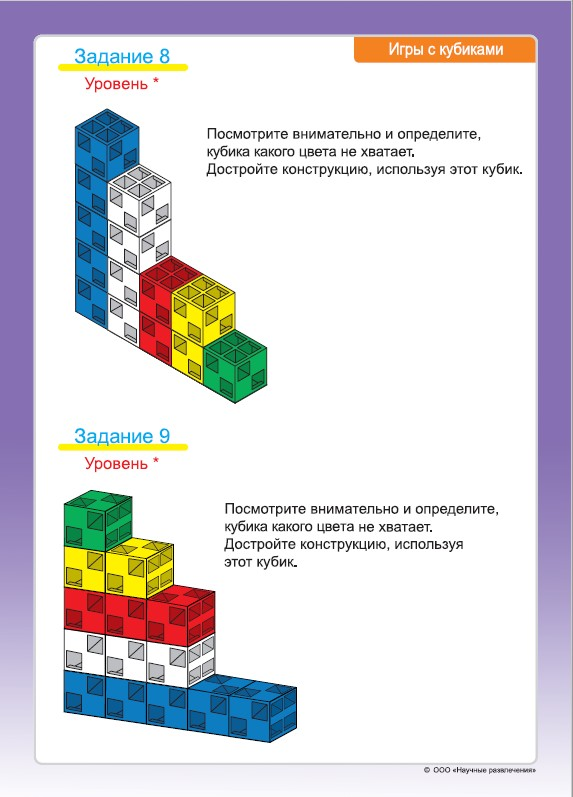 Игры с кубиками
Задание 8
Уровень *
Посмотрите внимательно и определите,
кубика какого цвета не хватает.
Достройте конструкцию, используя этот кубик.
Задание 9
Уровень *
Посмотрите внимательно и определите,
кубика какого цвета не хватает.
Достройте конструкцию, используя
этот кубик.
© ООО «Научные развлечения»